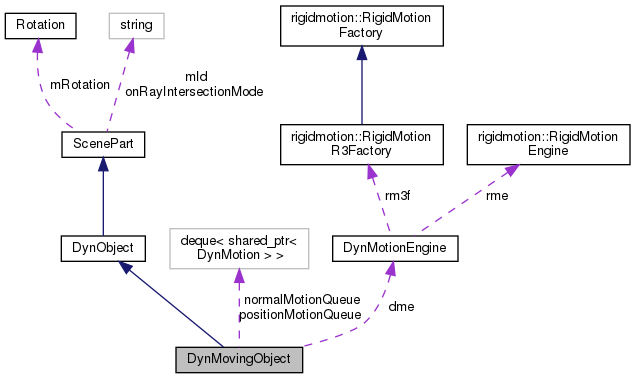 Rotation
string
rigidmotion::RigidMotion
Factory
mRotation
mId
onRayIntersectionMode
ScenePart
rigidmotion::RigidMotion
R3Factory
rigidmotion::RigidMotion
Engine
rm3f
rme
DynObject
deque< shared_ptr<
DynMotion > >
DynMotionEngine
normalMotionQueue
positionMotionQueue
dme
DynMovingObject